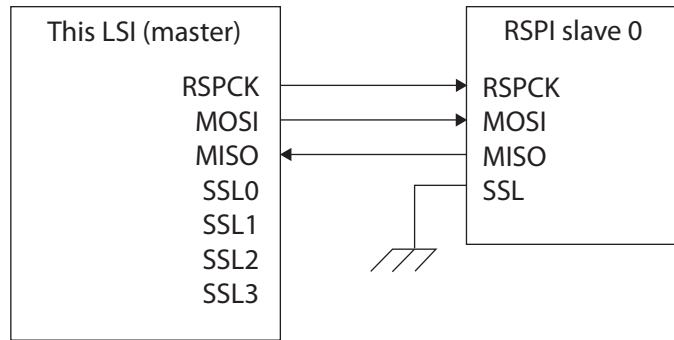 This LSI (master)
RSPCK
MOSI
MISO
SSL0
SSL1
SSL2
SSL3
RSPI slave 0
RSPCK
MOSI
MISO
SSL